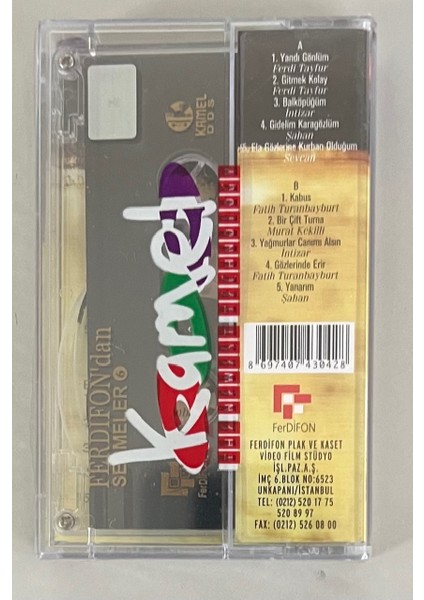 KAMEL
DOS
Kamel
FERDİFON'dan
SEÇMELER 6
A
1. Yandı Gönlüm
Ferdi Tayfur
2. Gitmek Kolay
Ferdi Tayfur
3. Balköpüğüm
İntizar
4. Gidelim Karagözlüm
Şahan
5. Ela Gözlerine Kurban Olduğum
Sevcan
B
1. Kabus
Fatih Turanbayburt
2. Bir Çift Turna
Murat Kekilli
3. Yağmurlar Canımı Alsın
İntizar
4. Gözlerinde Erir
Fatih Turanbayburt
5. Yanarım
Şahan
8 697407 430428
FerDİFON
FERDİFON PLAK VE KASET
VİDEO FİLM STÜDYO
İŞL.PAZ.A.Ş.
İMÇ 6.BLOK NO:6523
UNKAPANI/İSTANBUL
TEL: (0212) 520 17 75
520 89 97
FAX: (0212) 526 08 00